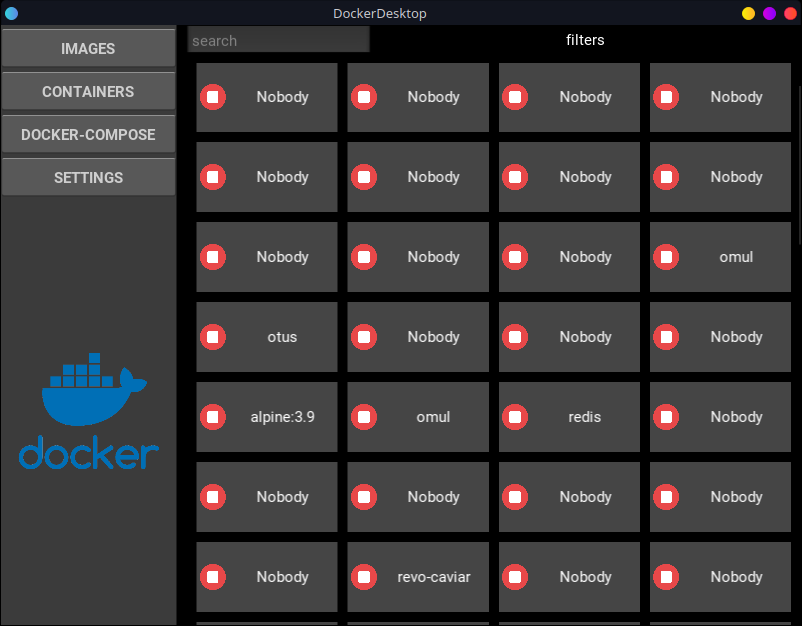 DockerDesktop
IMAGES
CONTAINERS
DOCKER-COMPOSE
SETTINGS
docker
search
filters
Nobody Nobody Nobody Nobody
Nobody Nobody Nobody Nobody
Nobody Nobody Nobody omul
otus Nobody Nobody Nobody
alpine:3.9 omul redis Nobody
Nobody Nobody Nobody Nobody
Nobody revo-caviar Nobody Nobody